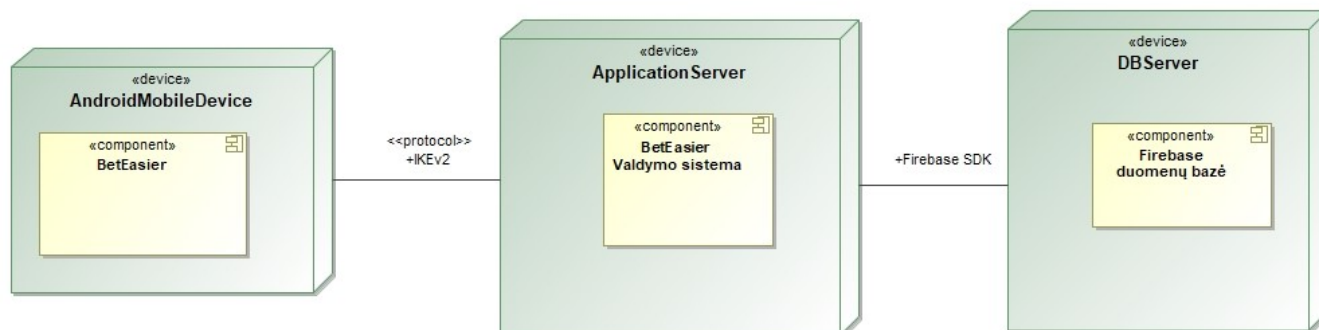 «device»
AndroidMobileDevice
«component»
BetEasier
<<protocol>>
+IKEv2
«device»
ApplicationServer
«component»
BetEasier
Valdymo sistema
+Firebase SDK
«device»
DBServer
«component»
Firebase
duomenų bazė